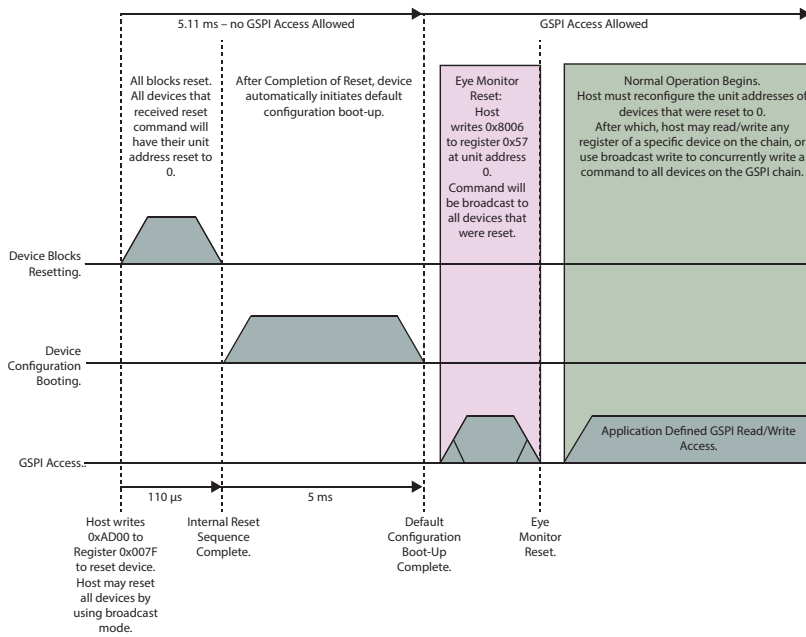 5.11 ms – no GSPI Access Allowed
GSPI Access Allowed
All blocks reset.
All devices that
received reset
command will
have their unit
address reset to
0.
After Completion of Reset, device
automatically initiates default
configuration boot-up.
Eye Monitor
Reset:
Host
writes 0x8006
to register 0x57
at unit address
0.
Command will
be broadcast to
all devices that
were reset.
Normal Operation Begins.
Host must reconfigure the unit addresses of
devices that were reset to 0.
After which, host may read/write any
register of a specific device on the chain, or
use broadcast write to concurrently write a
command to all devices on the GSPI chain.
Device Blocks
Resetting.
Device
Configuration
Booting.
GSPI Access.
Application Defined GSPI Read/Write
Access.
110 µs
5 ms
Host writes
0xAD00 to
Register 0x007F
to reset device.
Host may reset
all devices by
using broadcast
mode.
Internal Reset
Sequence
Complete.
Default
Configuration
Boot-Up
Complete.
Eye
Monitor
Reset.